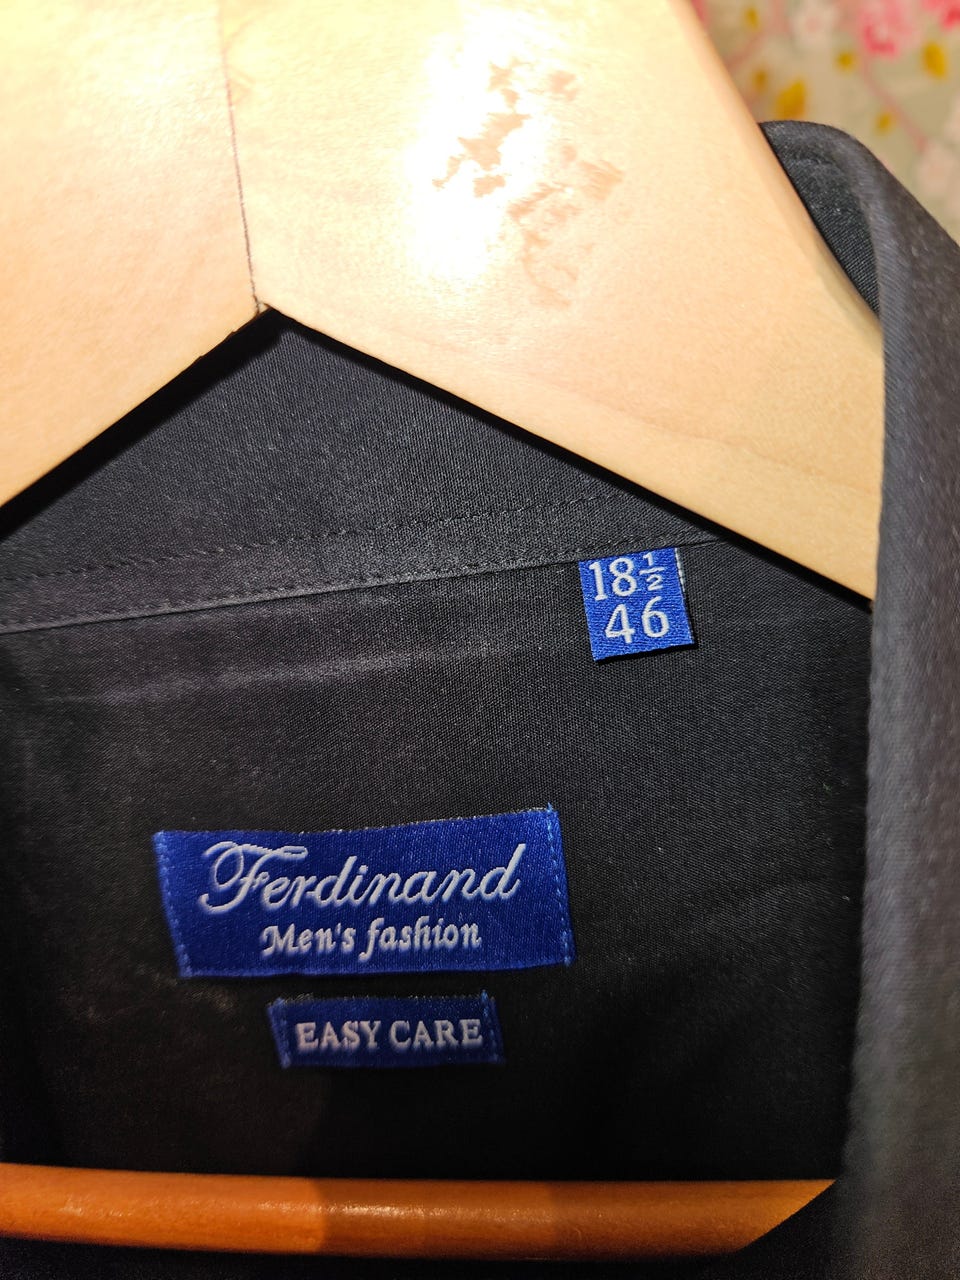 18½
46
Ferdinand
Men's fashion
EASY CARE